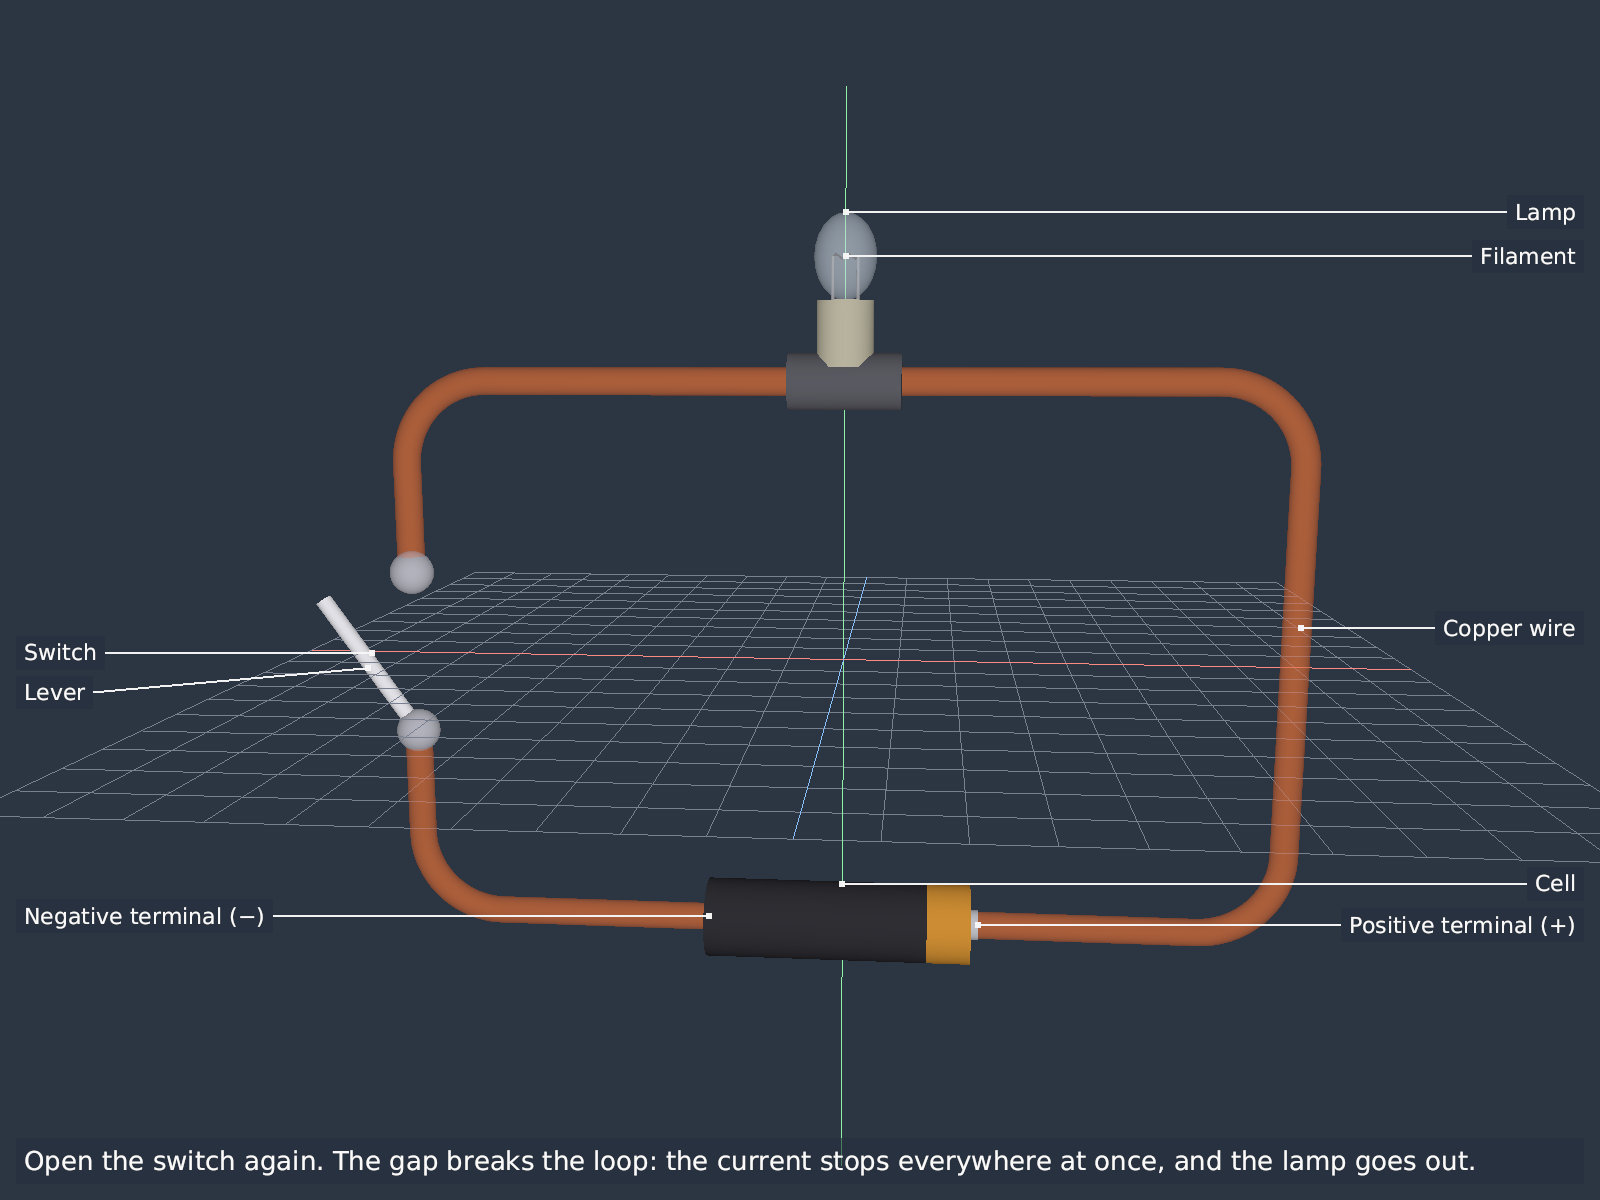 Lamp
Filament
Copper wire
Switch
Lever
Cell
Negative terminal (−)
Positive terminal (+)
Open the switch again. The gap breaks the loop: the current stops everywhere at once, and the lamp goes out.